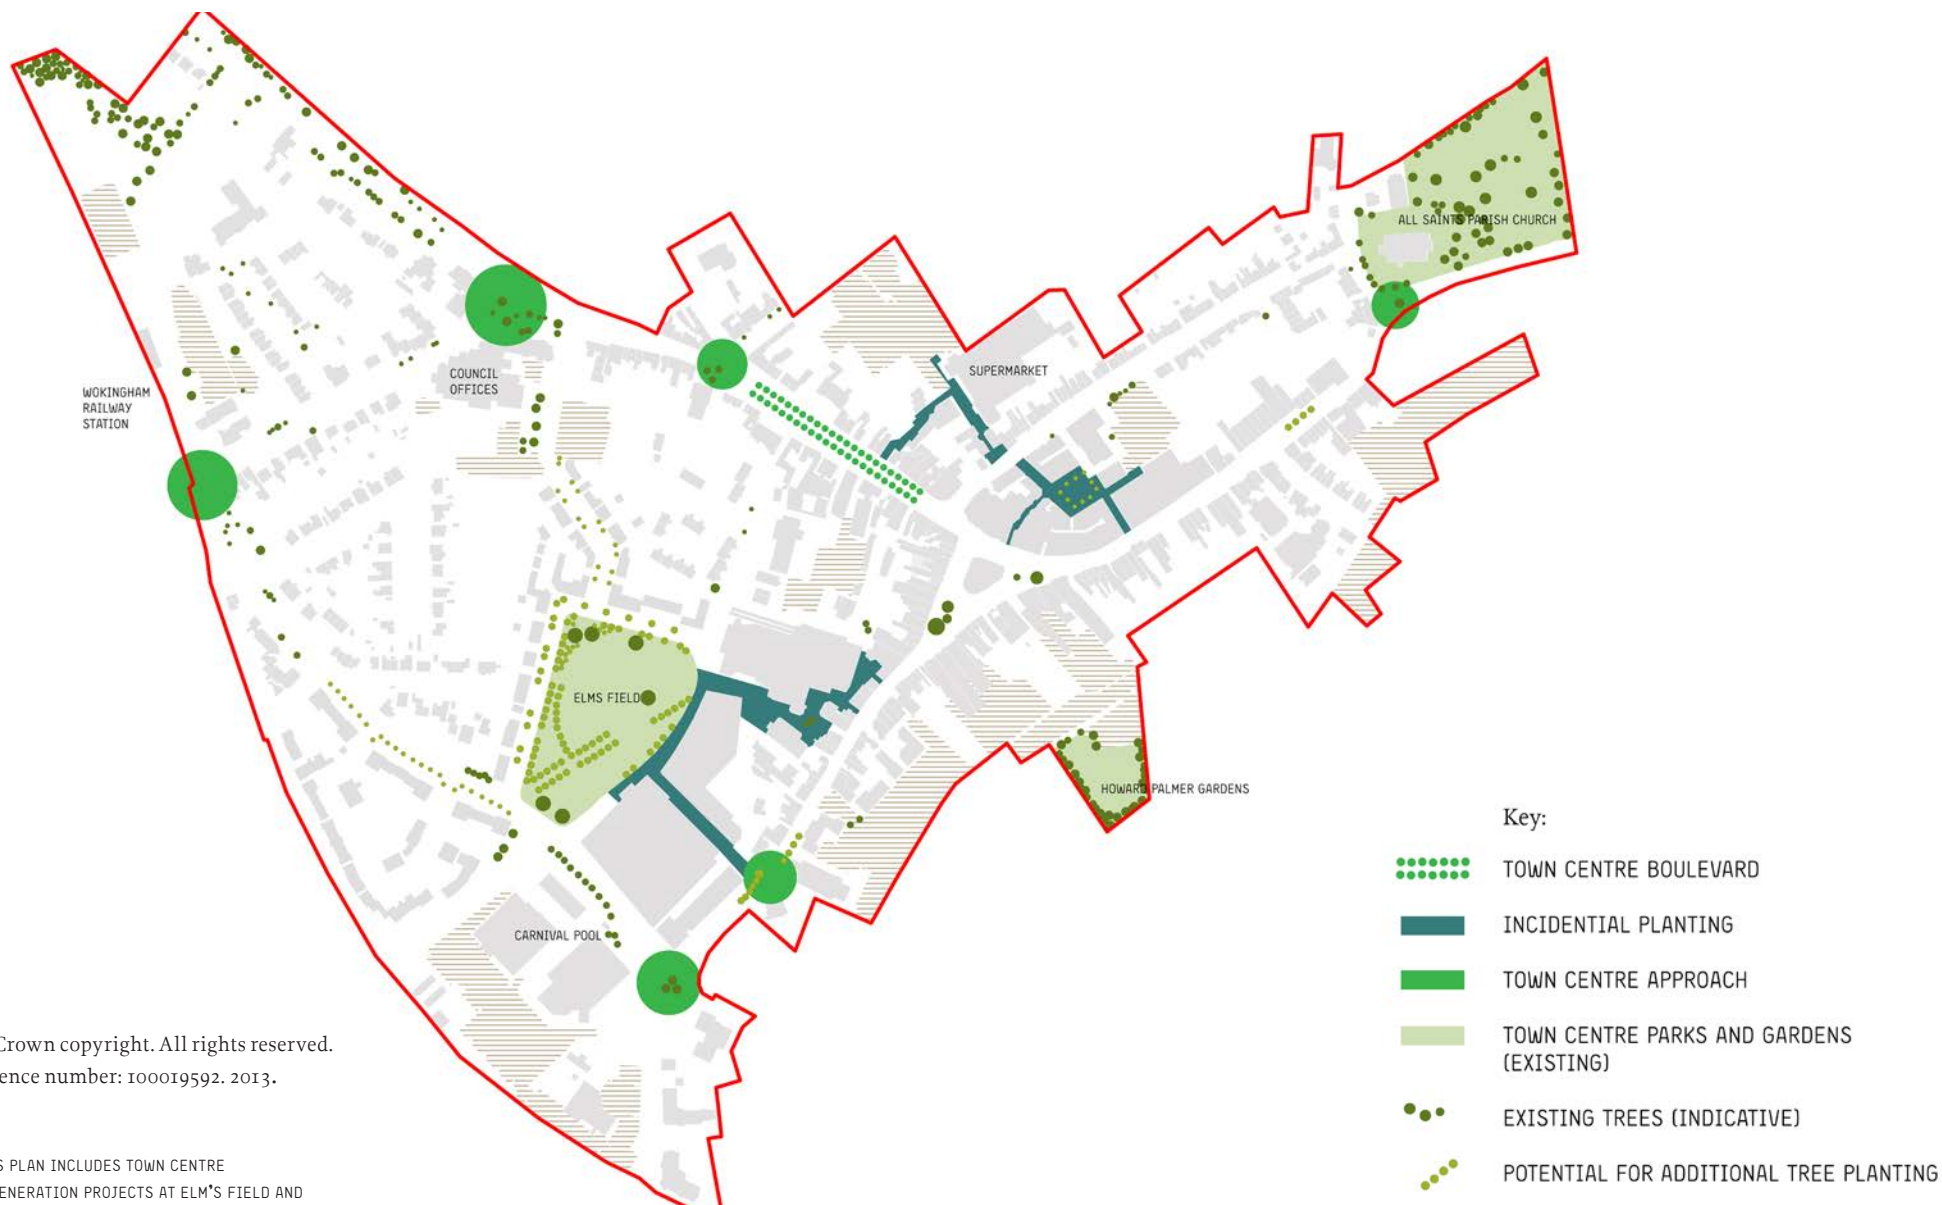 ALL SAINTS PARISH CHURCH
SUPERMARKET
COUNCIL
OFFICES
WOKINGHAM
RAILWAY
STATION
ELMS FIELD
HOWARD PALMER GARDENS
CARNIVAL POOL
Key:
TOWN CENTRE BOULEVARD
INCIDENTIAL PLANTING
TOWN CENTRE APPROACH
TOWN CENTRE PARKS AND GARDENS
(EXISTING)
EXISTING TREES (INDICATIVE)
POTENTIAL FOR ADDITIONAL TREE PLANTING
Crown copyright. All rights reserved.
ence number: 100019592. 2013.
S PLAN INCLUDES TOWN CENTRE
ENERATION PROJECTS AT ELM'S FIELD AND